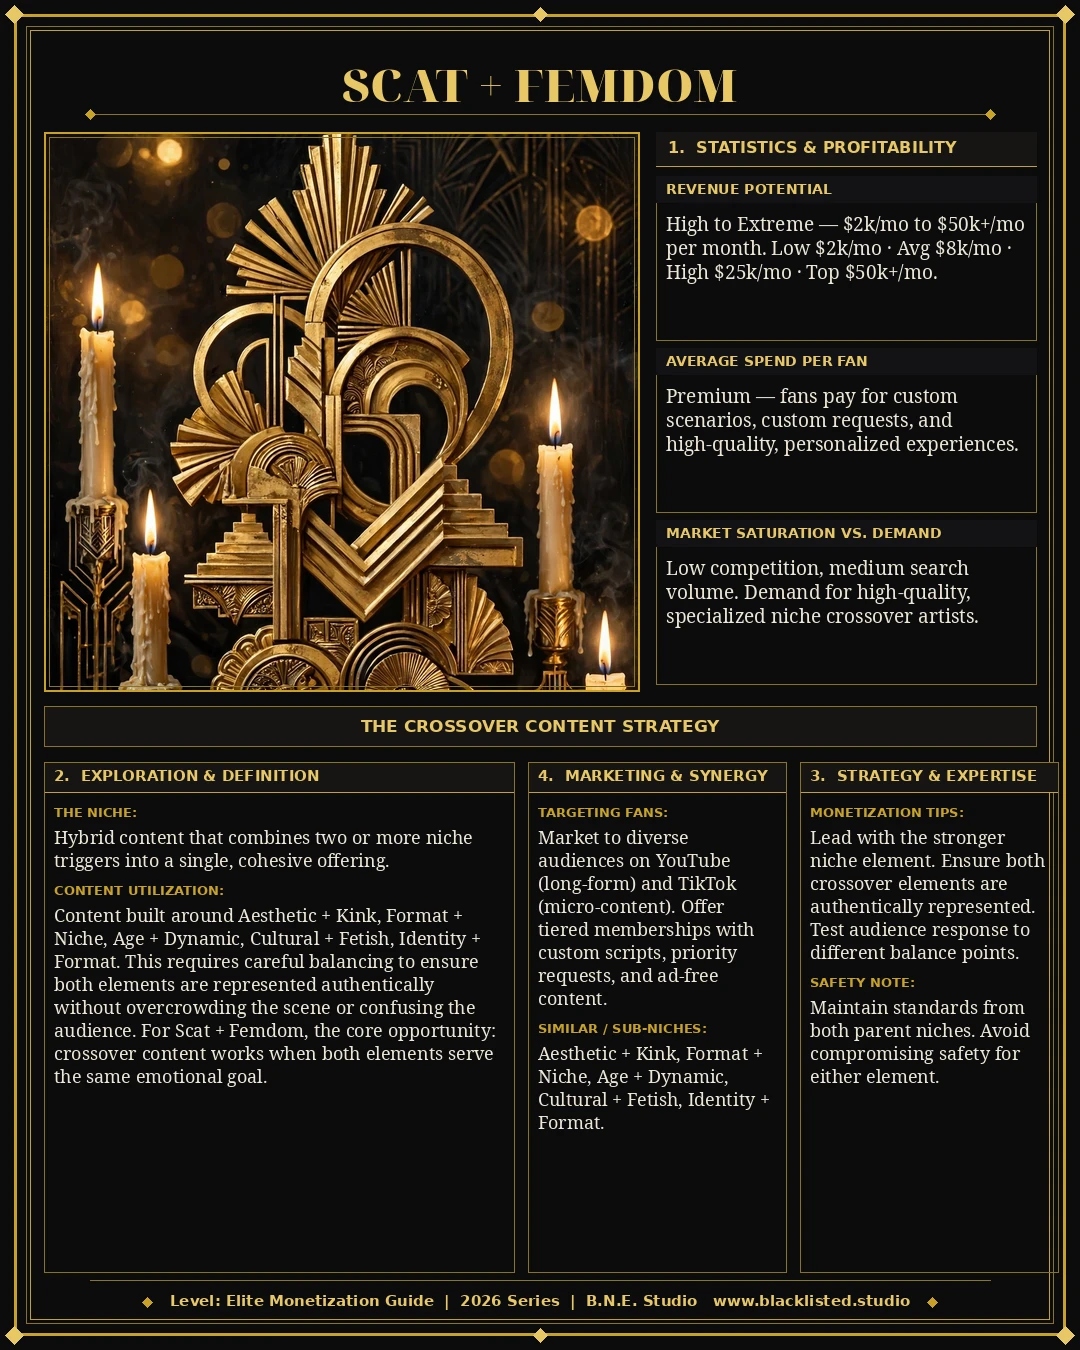 SCAT + FEMDOM
1. STATISTICS & PROFITABILITY
REVENUE POTENTIAL
High to Extreme — $2k/mo to $50k+/mo
per month. Low $2k/mo · Avg $8k/mo ·
High $25k/mo · Top $50k+/mo.
AVERAGE SPEND PER FAN
Premium — fans pay for custom
scenarios, custom requests, and
high-quality, personalized experiences.
MARKET SATURATION VS. DEMAND
Low competition, medium search
volume. Demand for high-quality,
specialized niche crossover artists.
THE CROSSOVER CONTENT STRATEGY
2. EXPLORATION & DEFINITION
THE NICHE:
Hybrid content that combines two or more niche
triggers into a single, cohesive offering.
CONTENT UTILIZATION:
Content built around Aesthetic + Kink, Format +
Niche, Age + Dynamic, Cultural + Fetish, Identity +
Format. This requires careful balancing to ensure
both elements are represented authentically
without overcrowding the scene or confusing the
audience. For Scat + Femdom, the core opportunity:
crossover content works when both elements serve
the same emotional goal.
4. MARKETING & SYNERGY
TARGETING FANS:
Market to diverse
audiences on YouTube
(long-form) and TikTok
(micro-content). Offer
tiered memberships with
custom scripts, priority
requests, and ad-free
content.
SIMILAR / SUB-NICHES:
Aesthetic + Kink, Format +
Niche, Age + Dynamic,
Cultural + Fetish, Identity +
Format.
3. STRATEGY & EXPERTISE
MONETIZATION TIPS:
Lead with the stronger
niche element. Ensure both
crossover elements are
authentically represented.
Test audience response to
different balance points.
SAFETY NOTE:
Maintain standards from
both parent niches. Avoid
compromising safety for
either element.
Level: Elite Monetization Guide | 2026 Series | B.N.E. Studio www.blacklisted.studio